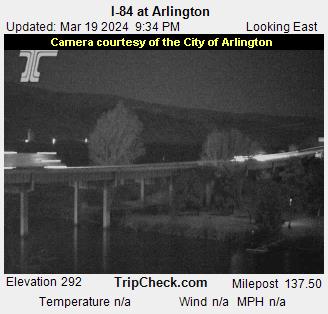 I-84 at Arlington
Updated: Mar 19 2024 9:34 PM Looking East
Camera courtesy of the City of Arlington
Elevation 292 TripCheck.com Milepost 137.50
Temperature n/a Wind n/a MPH n/a